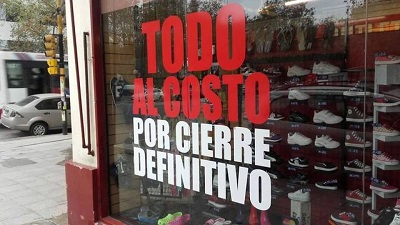 TODO
AL COSTO
POR CIERRE
DEFINITIVO